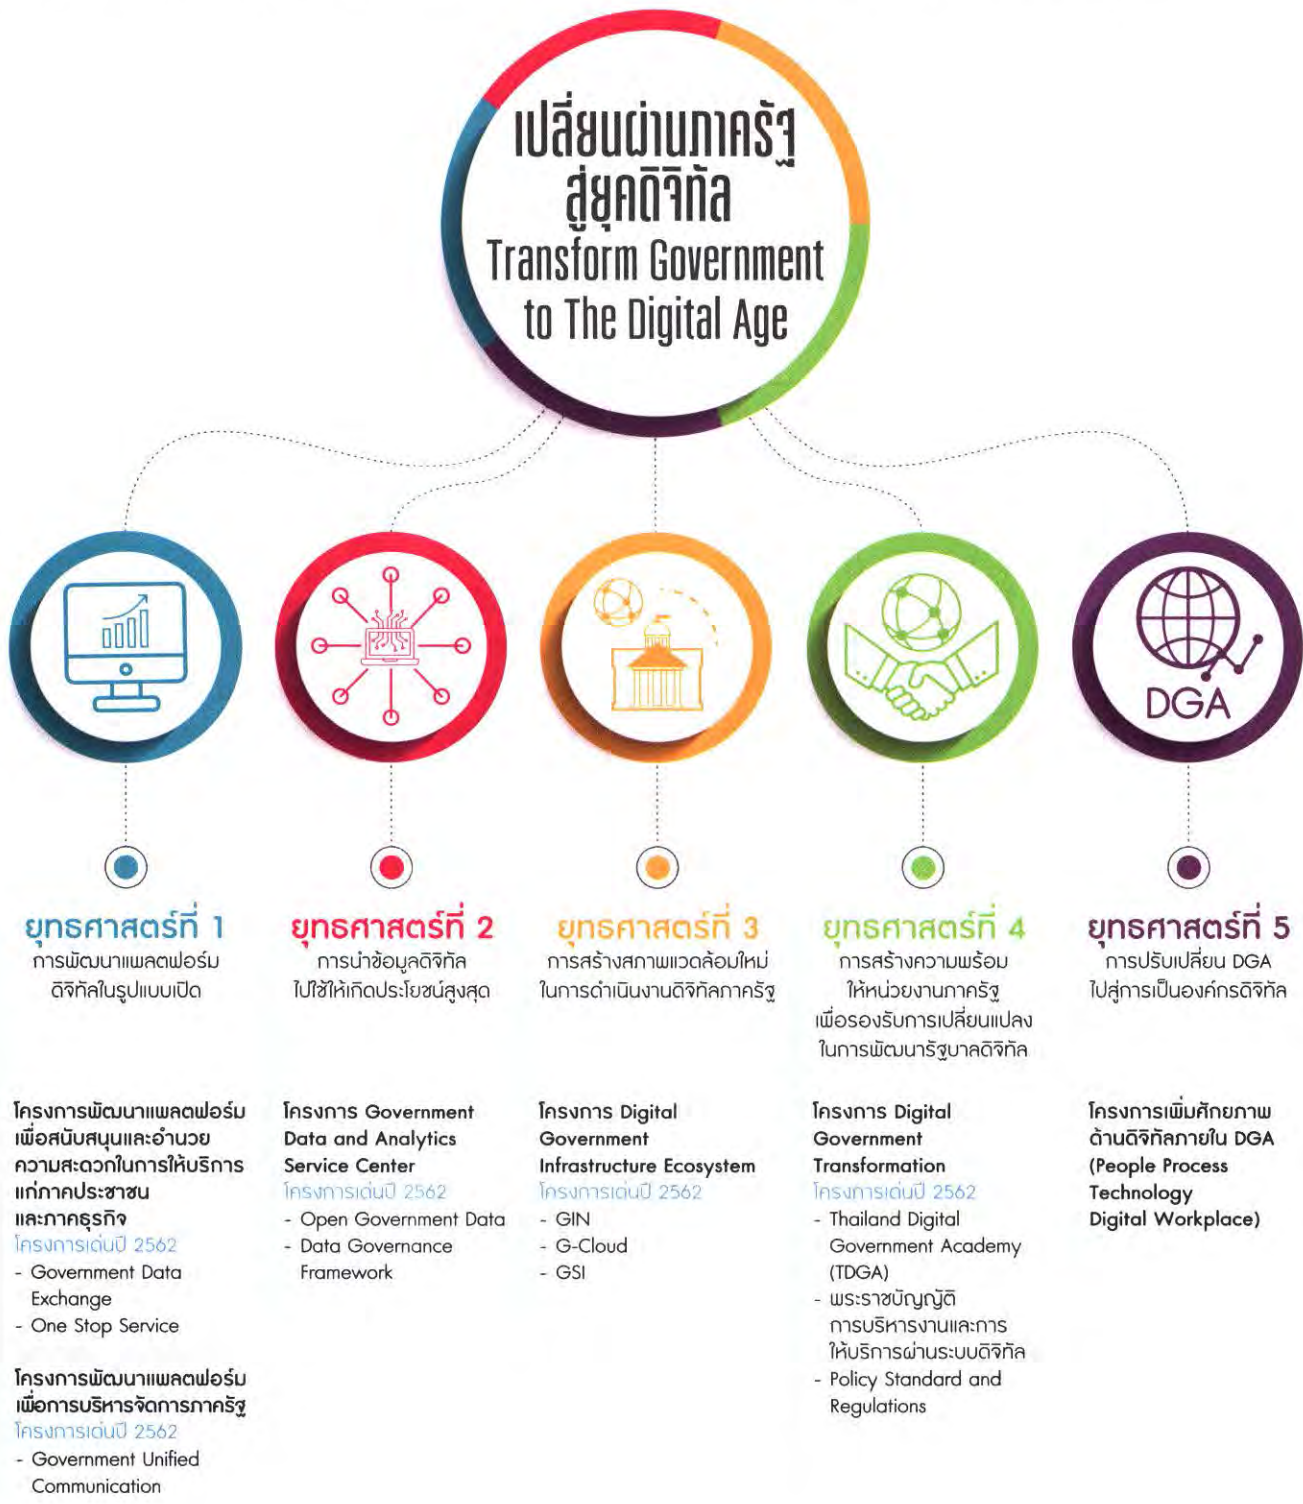 เปลี่ยนผ่านภาครัฐ
สู่ยุคดิจิทัล
Transform Government
to The Digital Age
DGA
ยุทธศาสตร์ที่ 1
การพัฒนาแพลตฟอร์ม
ดิจิทัลในรูปแบบเปิด
โครงการพัฒนาแพลตฟอร์ม
เพื่อสนับสนุนและอำนวย
ความสะดวกในการให้บริการ
แก่ภาคประชาชน
และภาคธุรกิจ
โครงการเด่นปี 2562
- Government Data
Exchange
- One Stop Service
โครงการพัฒนาแพลตฟอร์ม
เพื่อการบริหารจัดการภาครัฐ
โครงการเด่นปี 2562
- Government Unified
Communication
ยุทธศาสตร์ที่ 2
การนำข้อมูลดิจิทัล
ไปใช้ให้เกิดประโยชน์สูงสุด
โครงการ Government
Data and Analytics
Service Center
โครงการเด่นปี 2562
- Open Government Data
- Data Governance
Framework
ยุทธศาสตร์ที่ 3
การสร้างสภาพแวดล้อมใหม่
ในการดำเนินงานดิจิทัลภาครัฐ
โครงการ Digital
Government
Infrastructure Ecosystem
โครงการเด่นปี 2562
- GIN
- G-Cloud
- GSI
ยุทธศาสตร์ที่ 4
การสร้างความพร้อม
ให้หน่วยงานภาครัฐ
เพื่อรองรับการเปลี่ยนแปลง
ในการพัฒนารัฐบาลดิจิทัล
โครงการ Digital
Government
Transformation
โครงการเด่นปี 2562
- Thailand Digital
Government Academy
(TDGA)
- พระราชบัญญัติ
การบริหารงานและการ
ให้บริการผ่านระบบดิจิทัล
- Policy Standard and
Regulations
ยุทธศาสตร์ที่ 5
การปรับเปลี่ยน DGA
ไปสู่การเป็นองค์กรดิจิทัล
โครงการเพิ่มศักยภาพ
ด้านดิจิทัลภายใน DGA
(People Process
Technology
Digital Workplace)